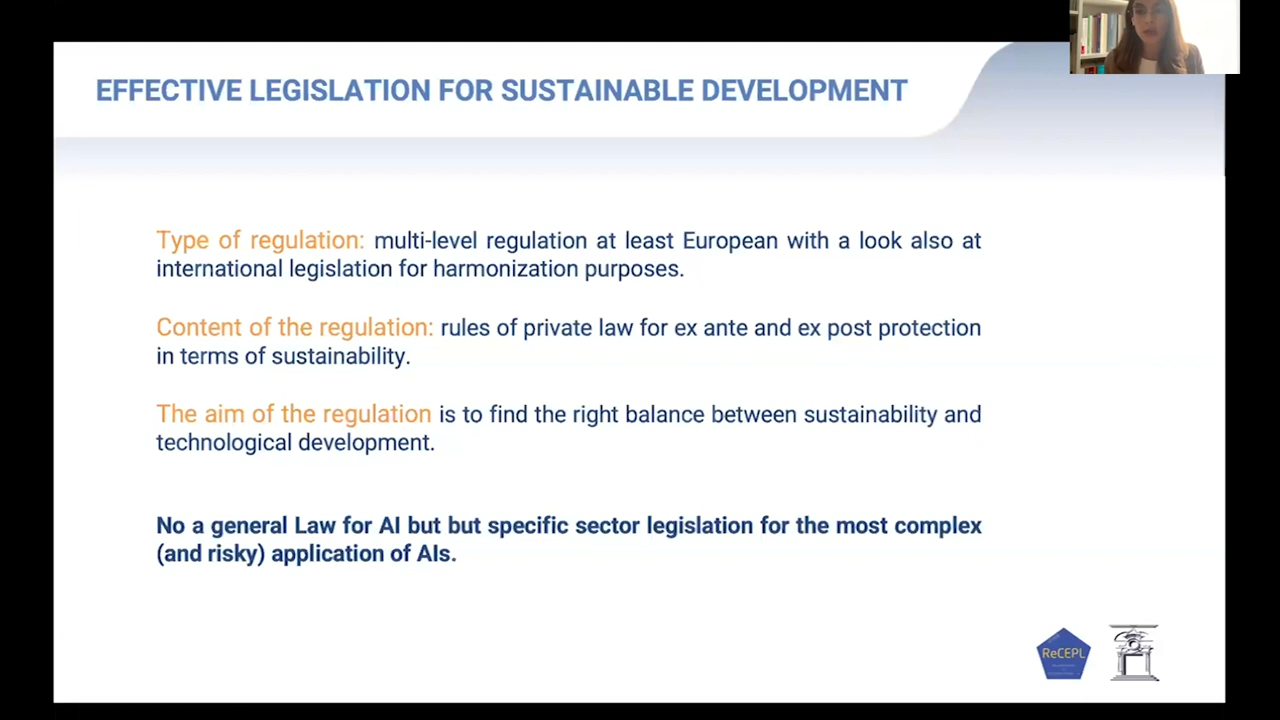 EFFECTIVE LEGISLATION FOR SUSTAINABLE DEVELOPMENT
Type of regulation: multi-level regulation at least European with a look also at
international legislation for harmonization purposes.
Content of the regulation: rules of private law for ex ante and ex post protection
in terms of sustainability.
The aim of the regulation is to find the right balance between sustainability and
technological development.
No a general Law for AI but but specific sector legislation for the most complex
(and risky) application of AIs.
ReCEPL